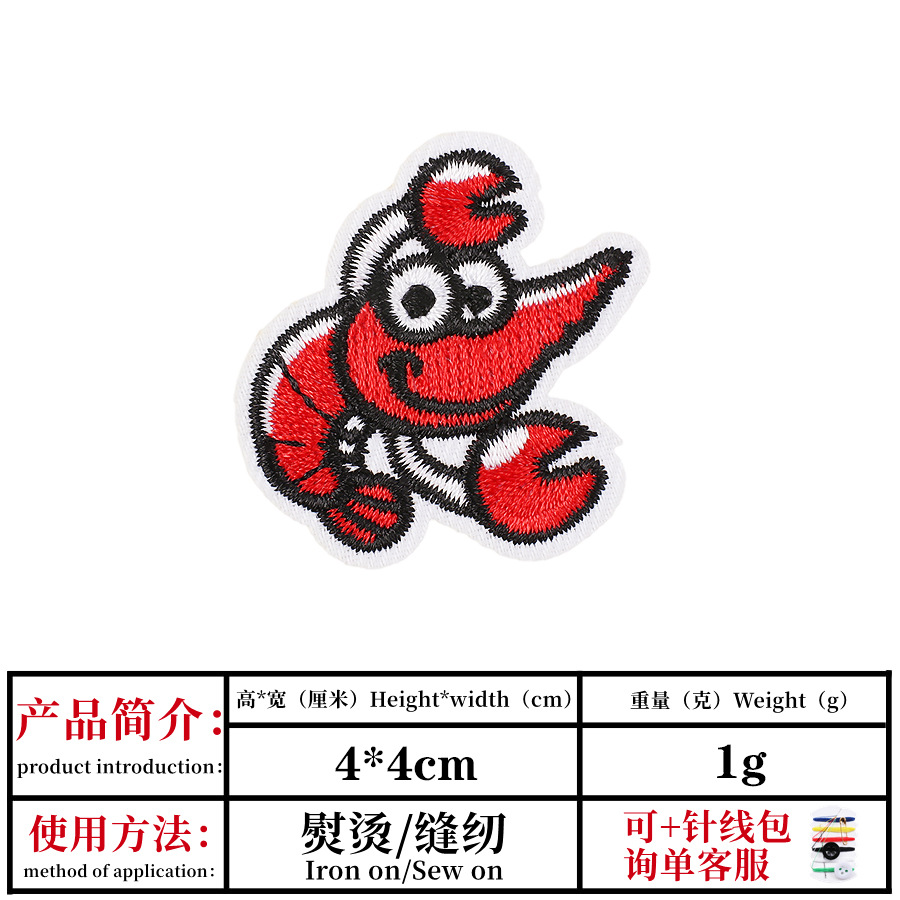 产品简介：
product introduction：
高*宽（厘米）Height*width（cm）
重量（克）Weight（g）
4*4cm
1g
使用方法：
method of application：
熨烫/缝纫
Iron on/Sew on
可+针线包
询单客服